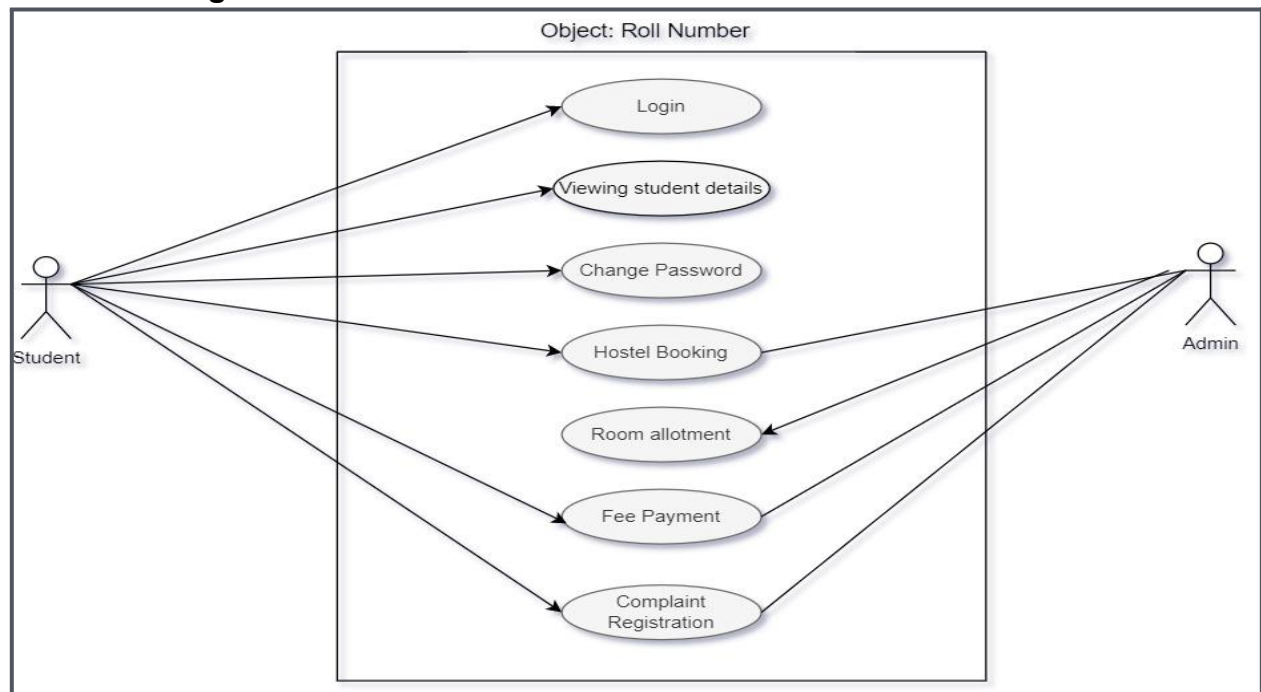 Object: Roll Number
Login
Viewing student details
Change Password
Hostel Booking
Room allotment
Fee Payment
Complaint
Registration
Student
Admin